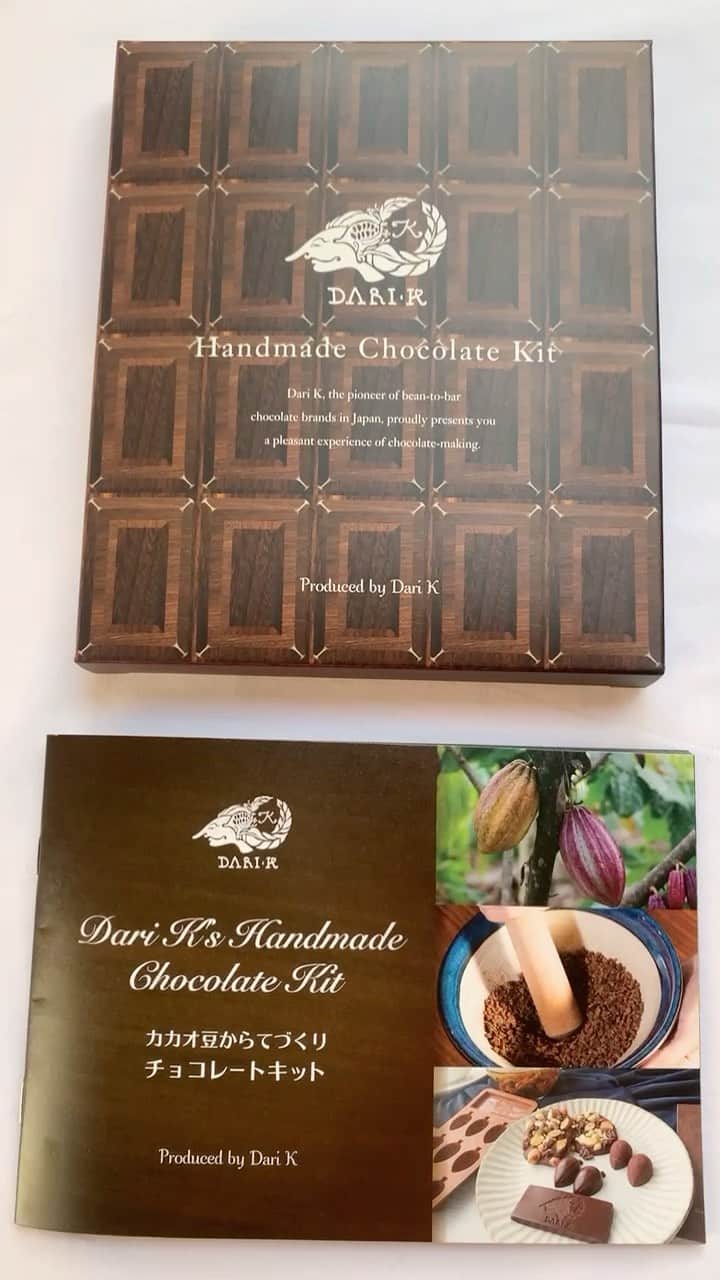 K
DARI·K
Handmade Chocolate Kit
Dari K, the pioneer of bean-to-bar
chocolate brands in Japan, proudly presents you
a pleasant experience of chocolate-making.
Produced by Dari K
K
DARI·K
Dari K's Handmade
Chocolate Kit
カカオ豆からてづくり
チョコレートキット
Produced by Dari K
DARI·K